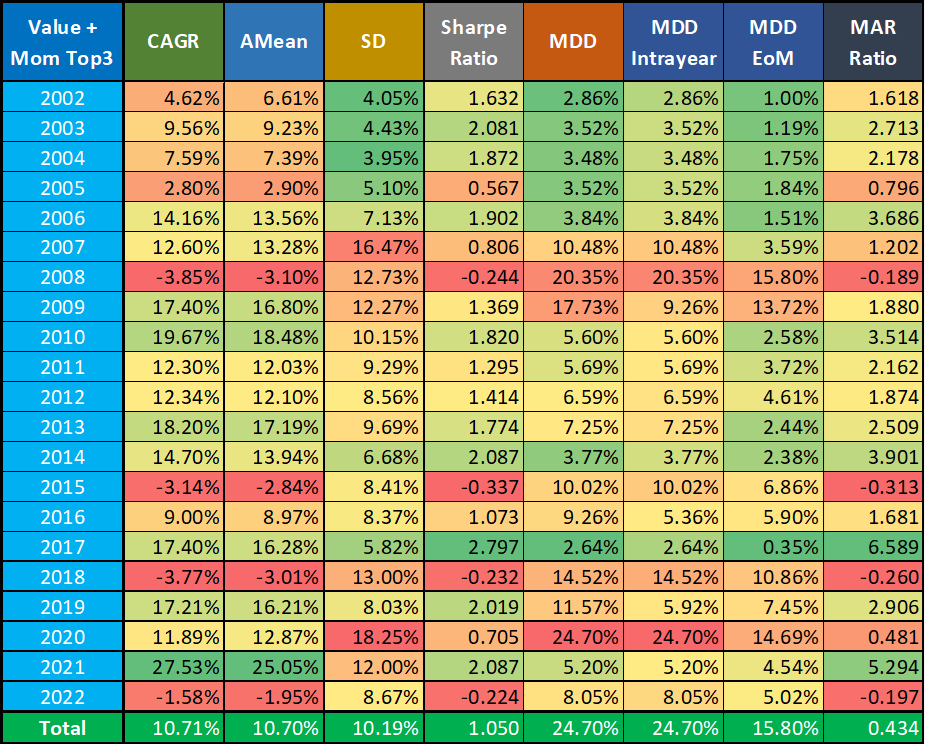 Value + Mom Top3 CAGR AMean SD Sharpe Ratio MDD MDD Intrayear MDD EoM MAR Ratio
2002 4.62% 6.61% 4.05% 1.632 2.86% 2.86% 1.00% 1.618
2003 9.56% 9.23% 4.43% 2.081 3.52% 3.52% 1.19% 2.713
2004 7.59% 7.39% 3.95% 1.872 3.48% 3.48% 1.75% 2.178
2005 2.80% 2.90% 5.10% 0.567 3.52% 3.52% 1.84% 0.796
2006 14.16% 13.56% 7.13% 1.902 3.84% 3.84% 1.51% 3.686
2007 12.60% 13.28% 16.47% 0.806 10.48% 10.48% 3.59% 1.202
2008 -3.85% -3.10% 12.73% -0.244 20.35% 20.35% 15.80% -0.189
2009 17.40% 16.80% 12.27% 1.369 17.73% 9.26% 13.72% 1.880
2010 19.67% 18.48% 10.15% 1.820 5.60% 5.60% 2.58% 3.514
2011 12.30% 12.03% 9.29% 1.295 5.69% 5.69% 3.72% 2.162
2012 12.34% 12.10% 8.56% 1.414 6.59% 6.59% 4.61% 1.874
2013 18.20% 17.19% 9.69% 1.774 7.25% 7.25% 2.44% 2.509
2014 14.70% 13.94% 6.68% 2.087 3.77% 3.77% 2.38% 3.901
2015 -3.14% -2.84% 8.41% -0.337 10.02% 10.02% 6.86% -0.313
2016 9.00% 8.97% 8.37% 1.073 9.26% 5.36% 5.90% 1.681
2017 17.40% 16.28% 5.82% 2.797 2.64% 2.64% 0.35% 6.589
2018 -3.77% -3.01% 13.00% -0.232 14.52% 14.52% 10.86% -0.260
2019 17.21% 16.21% 8.03% 2.019 11.57% 5.92% 7.45% 2.906
2020 11.89% 12.87% 18.25% 0.705 24.70% 24.70% 14.69% 0.481
2021 27.53% 25.05% 12.00% 2.087 5.20% 5.20% 4.54% 5.294
2022 -1.58% -1.95% 8.67% -0.224 8.05% 8.05% 5.02% -0.197
Total 10.71% 10.70% 10.19% 1.050 24.70% 24.70% 15.80% 0.434